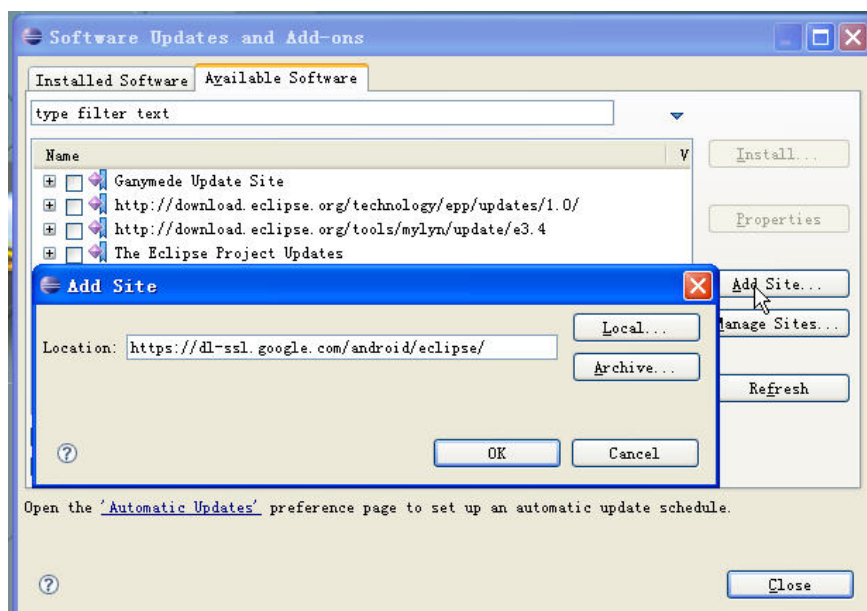 Software Updates and Add-ons
Installed Software
Available Software
type filter text
Name
V
Install...
Ganymede Update Site
http://download.eclipse.org/technology/epp/updates/1.0/
Properties
http://download.eclipse.org/tools/mylyn/update/e3.4
The Eclipse Project Updates
Add Site
Add Site...
Local...
Manage Sites...
Location: https://dl-ssl.google.com/android/eclipse/
Archive...
Refresh
?
OK
Cancel
Open the 'Automatic Updates' preference page to set up an automatic update schedule.
?
Close